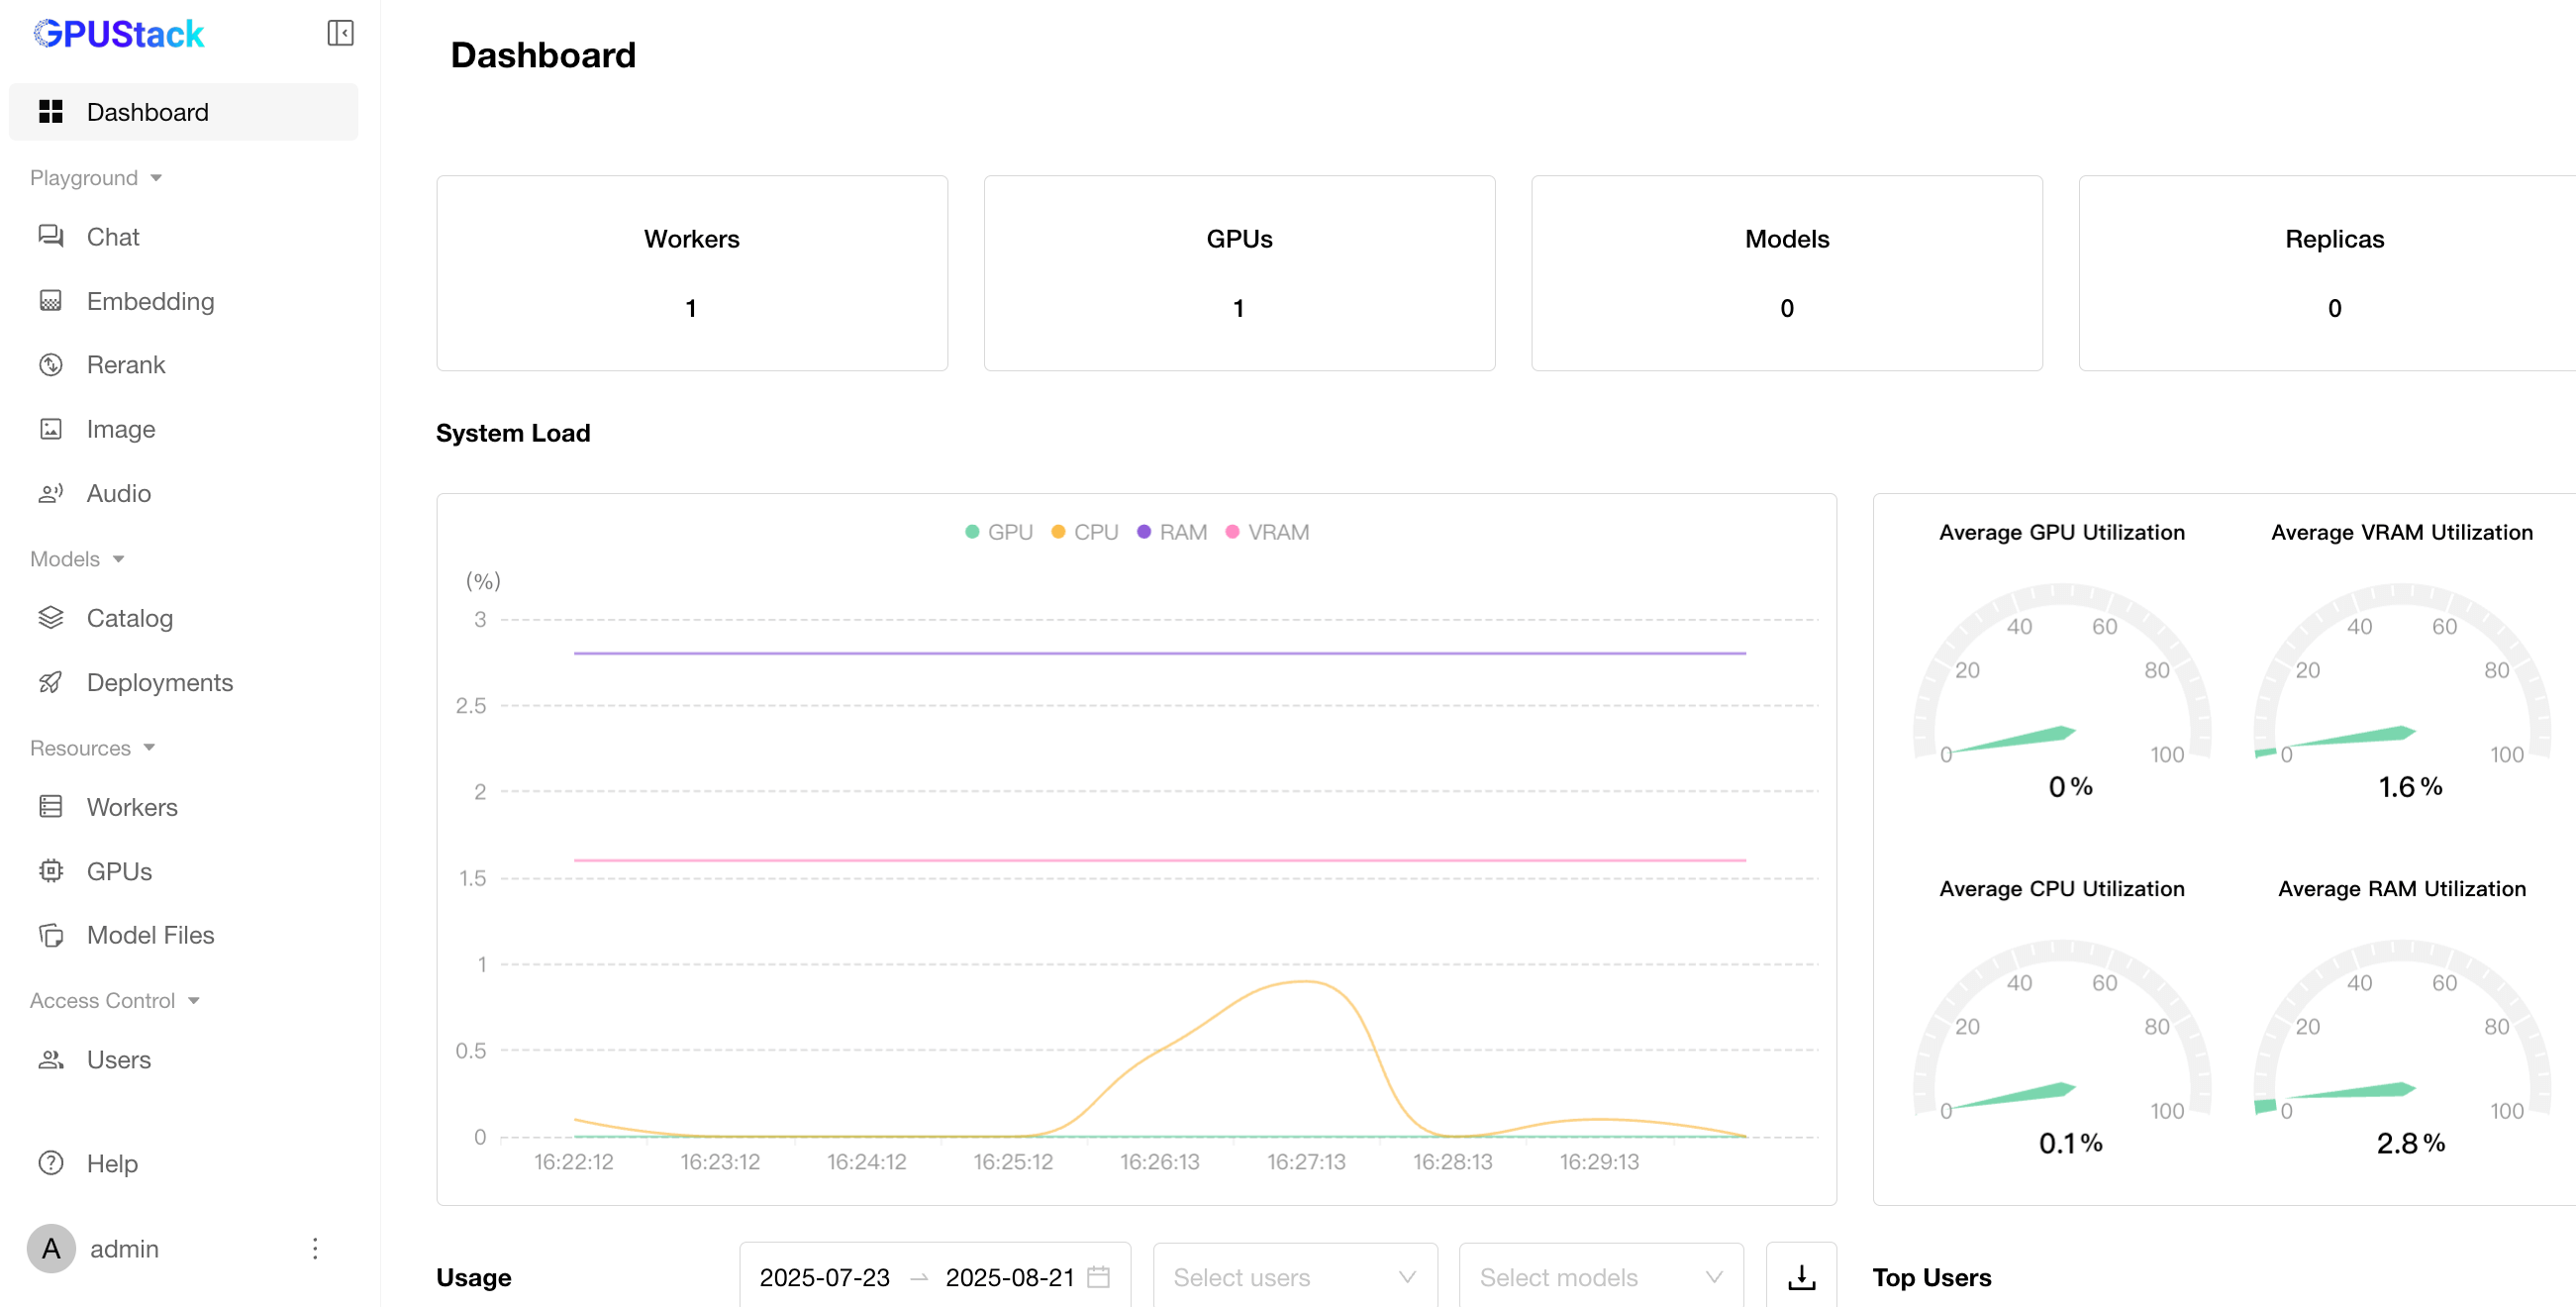 GPUStack
Dashboard
Playground
Chat
Embedding
Rerank
Image
Audio
Models
Catalog
Deployments
Resources
Workers
GPUs
Model Files
Access Control
Users
Help
A admin
Dashboard
Workers
1
GPUs
1
Models
0
Replicas
0
System Load
GPU CPU RAM VRAM
(%)
3
2.5
2
1.5
1
0.5
0
16:22:12 16:23:12 16:24:12 16:25:12 16:26:13 16:27:13 16:28:13 16:29:13
Average GPU Utilization
0 20 40 60 80 100
0 %
Average VRAM Utilization
0 20 40 60 80 100
1.6 %
Average CPU Utilization
0 20 40 60 80 100
0.1 %
Average RAM Utilization
0 20 40 60 80 100
2.8 %
Usage
2025-07-23 → 2025-08-21
Select users
Select models
Top Users